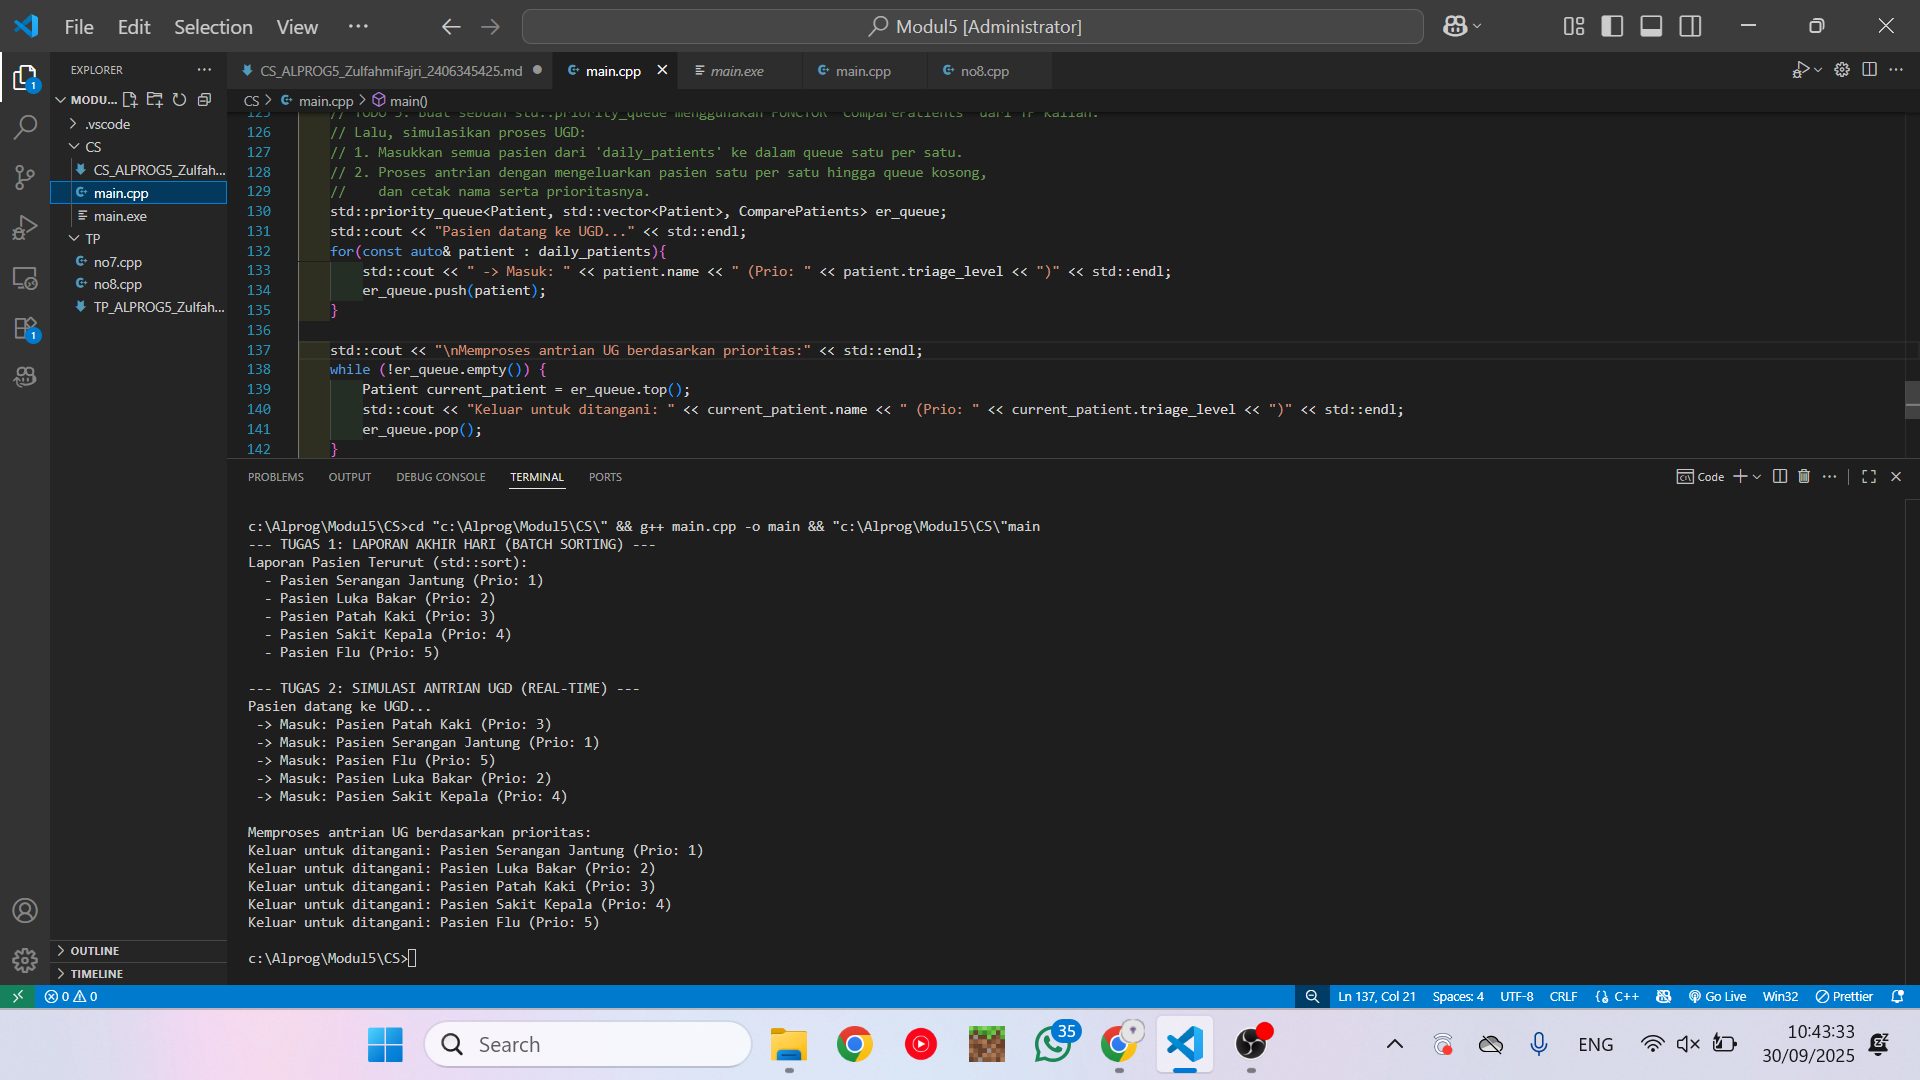 File Edit Selection View ··· Modul5 [Administrator]
EXPLORER ···
CS_ALPROG5_ZulfahmiFajri_2406345425.md main.cpp main.exe main.cpp no8.cpp
MODU...
.vscode
CS
CS_ALPROG5_Zulfah...
main.cpp
main.exe
TP
no7.cpp
no8.cpp
TP_ALPROG5_Zulfah...
OUTLINE
TIMELINE
CS > main.cpp > main()
125 // TODO 3: Buat sebuah std::priority_queue menggunakan FUNCTOR 'ComparePatients' dari TP kalian.
126 // Lalu, simulasikan proses UGD:
127 // 1. Masukkan semua pasien dari 'daily_patients' ke dalam queue satu per satu.
128 // 2. Proses antrian dengan mengeluarkan pasien satu per satu hingga queue kosong,
129 //    dan cetak nama serta prioritasnya.
130 std::priority_queue<Patient, std::vector<Patient>, ComparePatients> er_queue;
131 std::cout << "Pasien datang ke UGD..." << std::endl;
132 for(const auto& patient : daily_patients){
133     std::cout << " -> Masuk: " << patient.name << " (Prio: " << patient.triage_level << ")" << std::endl;
134     er_queue.push(patient);
135 }
136
137 std::cout << "\nMemproses antrian UG berdasarkan prioritas:" << std::endl;
138 while (!er_queue.empty()) {
139     Patient current_patient = er_queue.top();
140     std::cout << "Keluar untuk ditangani: " << current_patient.name << " (Prio: " << current_patient.triage_level << ")" << std::endl;
141     er_queue.pop();
142 }
PROBLEMS OUTPUT DEBUG CONSOLE TERMINAL PORTS Code
c:\Alprog\Modul5\CS>cd "c:\Alprog\Modul5\CS\" && g++ main.cpp -o main && "c:\Alprog\Modul5\CS\"main
--- TUGAS 1: LAPORAN AKHIR HARI (BATCH SORTING) ---
Laporan Pasien Terurut (std::sort):
  - Pasien Serangan Jantung (Prio: 1)
  - Pasien Luka Bakar (Prio: 2)
  - Pasien Patah Kaki (Prio: 3)
  - Pasien Sakit Kepala (Prio: 4)
  - Pasien Flu (Prio: 5)
--- TUGAS 2: SIMULASI ANTRIAN UGD (REAL-TIME) ---
Pasien datang ke UGD...
 -> Masuk: Pasien Patah Kaki (Prio: 3)
 -> Masuk: Pasien Serangan Jantung (Prio: 1)
 -> Masuk: Pasien Flu (Prio: 5)
 -> Masuk: Pasien Luka Bakar (Prio: 2)
 -> Masuk: Pasien Sakit Kepala (Prio: 4)
Memproses antrian UG berdasarkan prioritas:
Keluar untuk ditangani: Pasien Serangan Jantung (Prio: 1)
Keluar untuk ditangani: Pasien Luka Bakar (Prio: 2)
Keluar untuk ditangani: Pasien Patah Kaki (Prio: 3)
Keluar untuk ditangani: Pasien Sakit Kepala (Prio: 4)
Keluar untuk ditangani: Pasien Flu (Prio: 5)
c:\Alprog\Modul5\CS>
0 0 Ln 137, Col 21 Spaces: 4 UTF-8 CRLF {} C++ Go Live Win32 Prettier
Search 35 ENG 10:43:33
30/09/2025